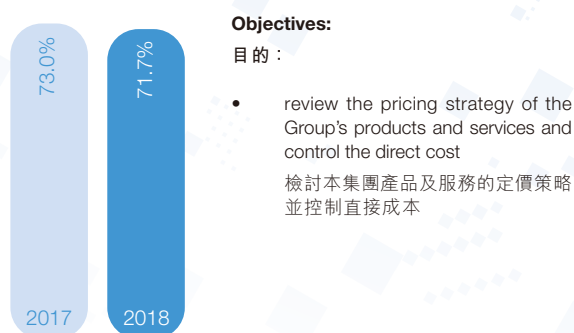 73.0%
2017
71.7%
2018
Objectives:
目的：
• review the pricing strategy of the
Group's products and services and
control the direct cost
檢討本集團產品及服務的定價策略
並控制直接成本